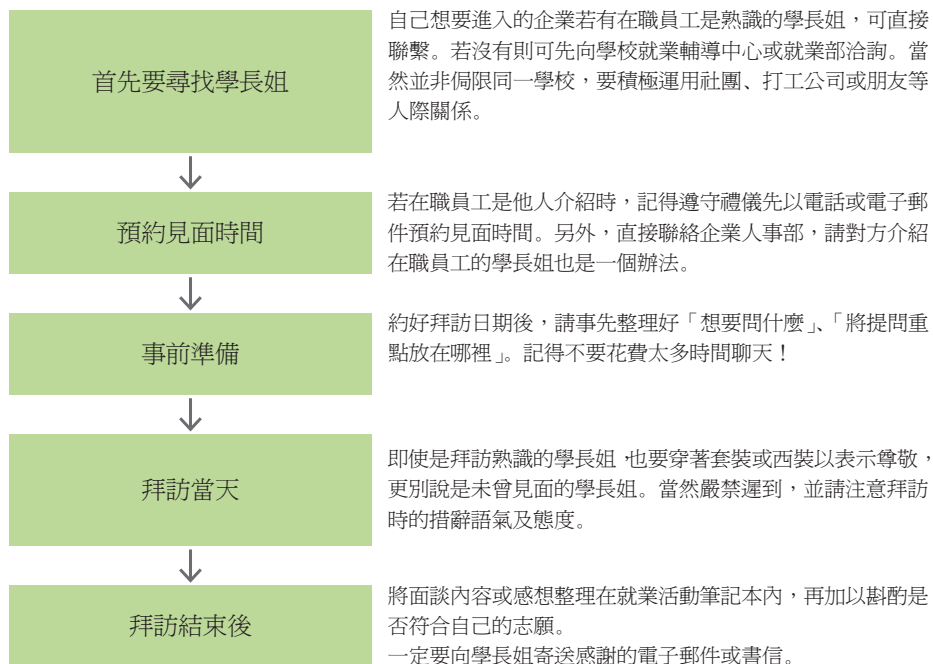 首先要尋找學長姐
自己想要進入的企業若有在職員工是熟識的學長姐，可直接
聯繫。若沒有則可先向學校就業輔導中心或就業部洽詢。當
然並非侷限同一學校，要積極運用社團、打工公司或朋友等
人際關係。
預約見面時間
若在職員工是他人介紹時，記得遵守禮儀先以電話或電子郵
件預約見面時間。另外，直接聯絡企業人事部，請對方介紹
在職員工的學長姐也是一個辦法。
事前準備
約好拜訪日期後，請事先整理好「想要問什麼」、「將提問重
點放在哪裡」。記得不要花費太多時間聊天！
拜訪當天
即使是拜訪熟識的學長姐，也要穿著套裝或西裝以表示尊敬，
更別說是未曾見面的學長姐。當然嚴禁遲到，並請注意拜訪
時的措辭語氣及態度。
拜訪結束後
將面談內容或感想整理在就業活動筆記本內，再加以斟酌是
否符合自己的志願。
一定要向學長姐寄送感謝的電子郵件或書信。